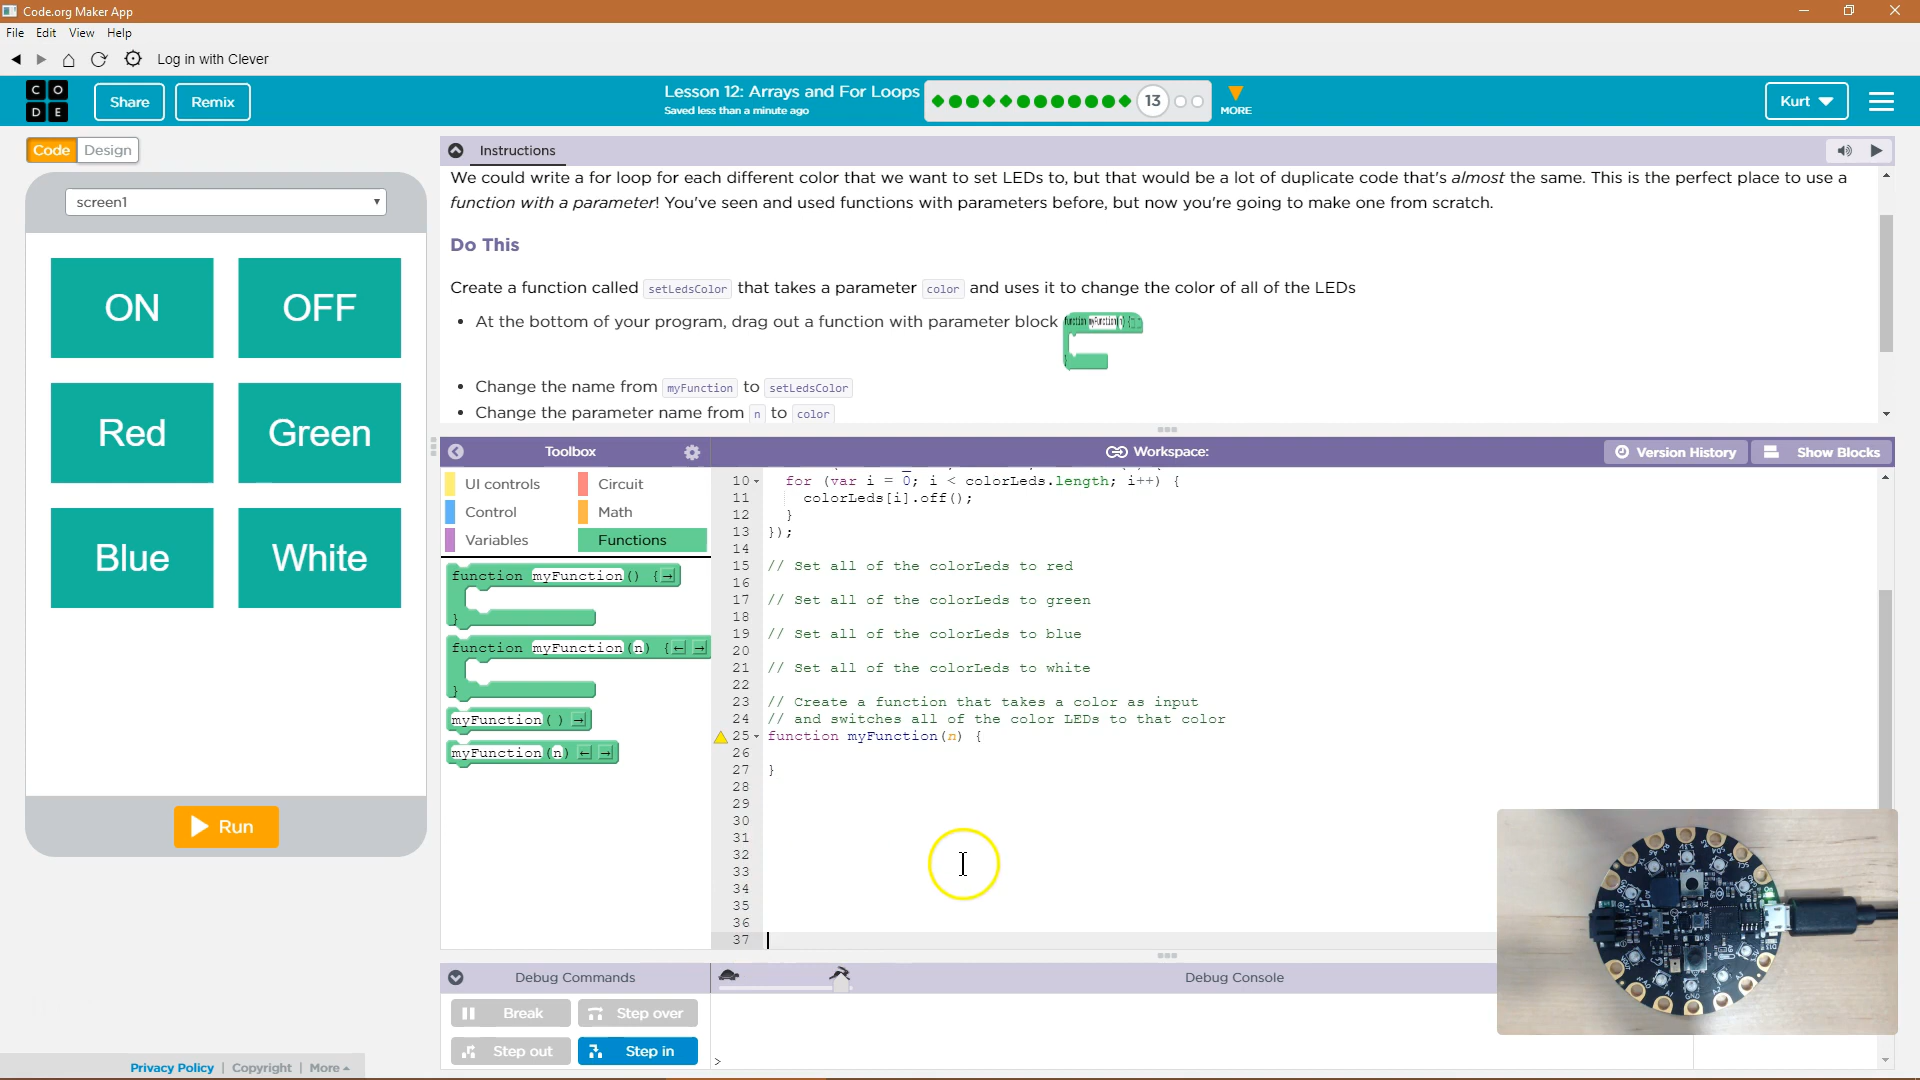 Code.org Maker App
File Edit View Help
Log in with Clever
C O
D E
Share
Remix
Lesson 12: Arrays and For Loops
Saved less than a minute ago
13
MORE
Kurt
Code
Design
screen1
ON
OFF
Red
Green
Blue
White
Run
Instructions
We could write a for loop for each different color that we want to set LEDs to, but that would be a lot of duplicate code that's almost the same. This is the perfect place to use a
function with a parameter! You've seen and used functions with parameters before, but now you're going to make one from scratch.
Do This
Create a function called setLedsColor that takes a parameter color and uses it to change the color of all of the LEDs
• At the bottom of your program, drag out a function with parameter block function myFunction(n) {
• Change the name from myFunction to setLedsColor
• Change the parameter name from n to color
Toolbox
Workspace:
Version History
Show Blocks
UI controls
Circuit
Control
Math
Variables
Functions
function myFunction() {
}
function myFunction(n) {
}
myFunction()
myFunction(n)
10 for (var i = 0; i < colorLeds.length; i++) {
11 colorLeds[i].off();
12 }
13 });
14
15 // Set all of the colorLeds to red
16
17 // Set all of the colorLeds to green
18
19 // Set all of the colorLeds to blue
20
21 // Set all of the colorLeds to white
22
23 // Create a function that takes a color as input
24 // and switches all of the color LEDs to that color
25 function myFunction(n) {
26
27 }
28
29
30
31
32
33
34
35
36
37
Debug Commands
Debug Console
Break
Step over
Step out
Step in
>
Privacy Policy | Copyright | More